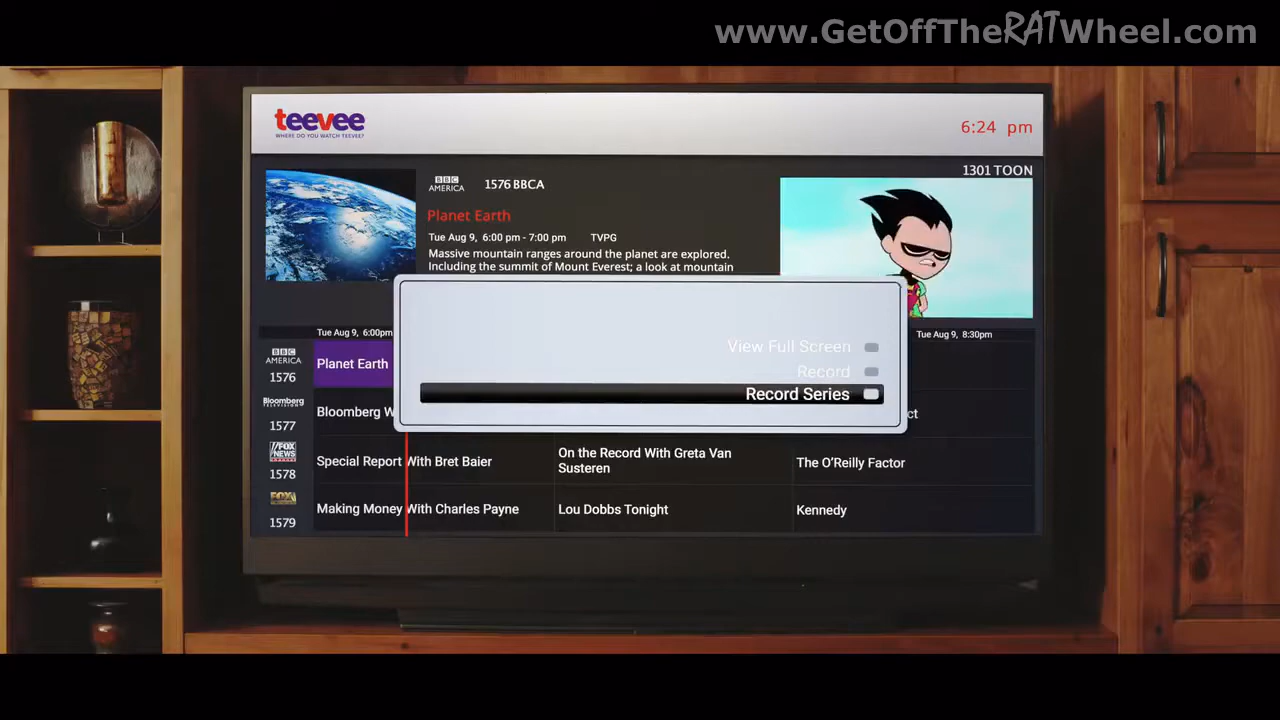 www.GetOffTheRATWheel.com
teevee
WHERE DO YOU WATCH TEEVEE?
6:24 pm
1301 TOON
BBC AMERICA
1576 BBCA
Planet Earth
Tue Aug 9, 6:00 pm - 7:00 pm TVPG
Massive mountain ranges around the planet are explored.
Including the summit of Mount Everest; a look at mountain
View Full Screen
Record
Record Series
Tue Aug 9, 6:00pm
Tue Aug 9, 8:30pm
BBC AMERICA
1576
Planet Earth
Bloomberg TELEVISION
1577
Bloomberg W
ct
FOX NEWS
1578
Special Report With Bret Baier
On the Record With Greta Van
Susteren
The O'Reilly Factor
FOX
1579
Making Money With Charles Payne
Lou Dobbs Tonight
Kennedy